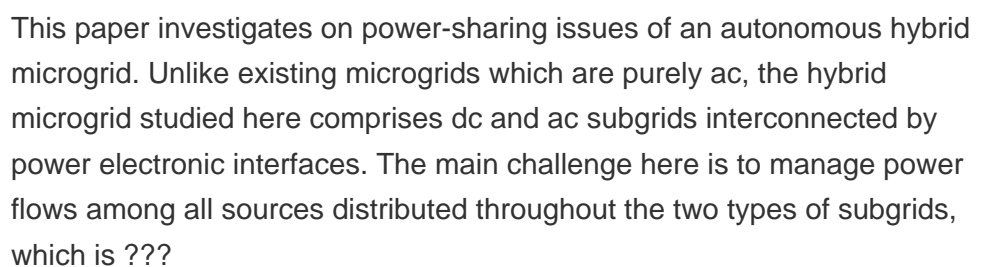 This paper investigates on power-sharing issues of an autonomous hybrid
microgrid. Unlike existing microgrids which are purely ac, the hybrid
microgrid studied here comprises dc and ac subgrids interconnected by
power electronic interfaces. The main challenge here is to manage power
flows among all sources distributed throughout the two types of subgrids,
which is ???